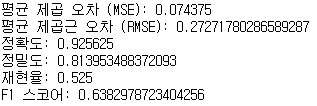 평균 제곱 오차 (MSE): 0.074375
평균 제곱근 오차 (RMSE): 0.27271780286589287
정확도: 0.925625
정밀도: 0.813953488372093
재현율: 0.525
F1 스코어: 0.6382978723404256